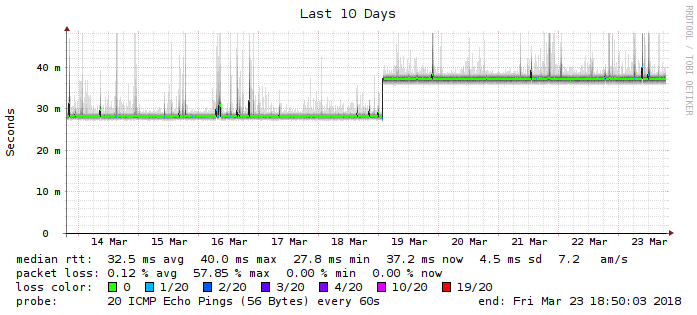 Last 10 Days
RRDTOOL / TOBI OETIKER
Seconds
40 m
30 m
20 m
10 m
0
14 Mar 15 Mar 16 Mar 17 Mar 18 Mar 19 Mar 20 Mar 21 Mar 22 Mar 23 Mar
median rtt: 32.5 ms avg 40.0 ms max 27.8 ms min 37.2 ms now 4.5 ms sd 7.2 am/s
packet loss: 0.12 % avg 57.85 % max 0.00 % min 0.00 % now
loss color: 0 1/20 2/20 3/20 4/20 10/20 19/20
probe: 20 ICMP Echo Pings (56 Bytes) every 60s end: Fri Mar 23 18:50:03 2018